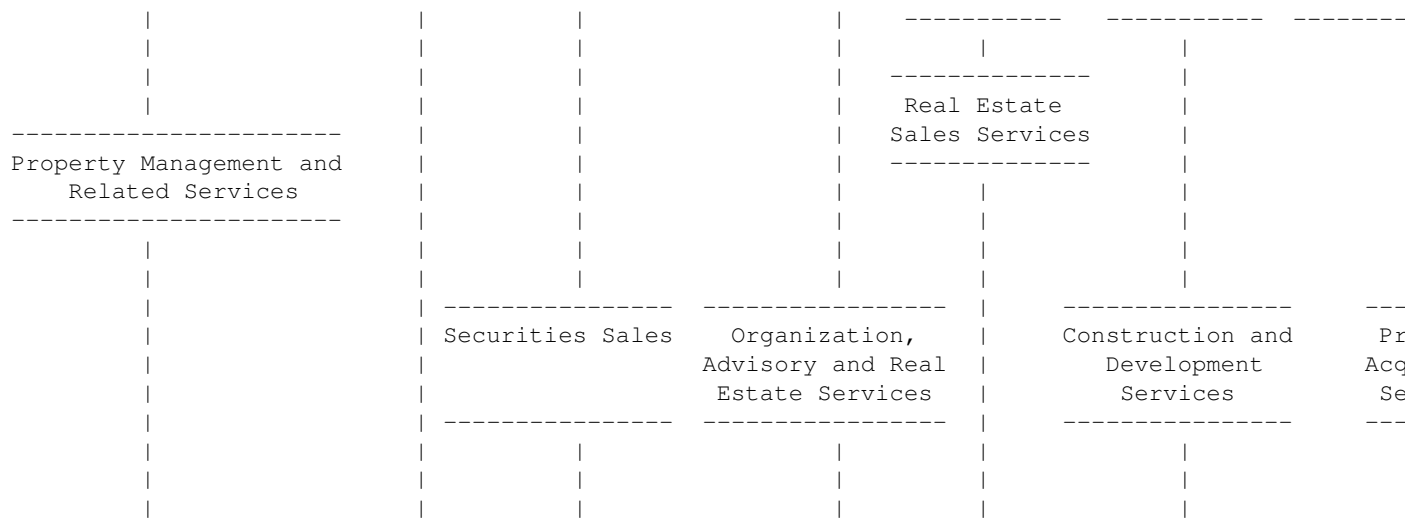 Real Estate
Sales Services
Property Management and
Related Services
Securities Sales Organization, Construction and
Advisory and Real Development
Estate Services Services